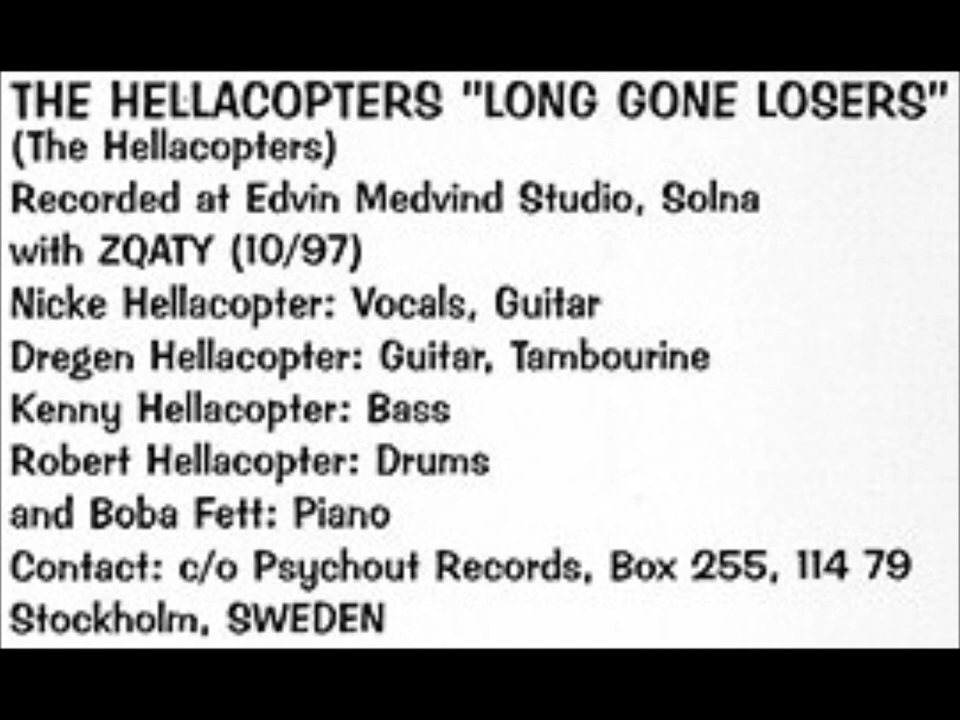 THE HELLACOPTERS "LONG GONE LOSERS"
(The Hellacopters)
Recorded at Edvin Medvind Studio, Solna
with ZQATY (10/97)
Nicke Hellacopter: Vocals, Guitar
Dregen Hellacopter: Guitar, Tambourine
Kenny Hellacopter: Bass
Robert Hellacopter: Drums
and Boba Fett: Piano
Contact: c/o Psychout Records, Box 255, 114 79
Stockholm, SWEDEN